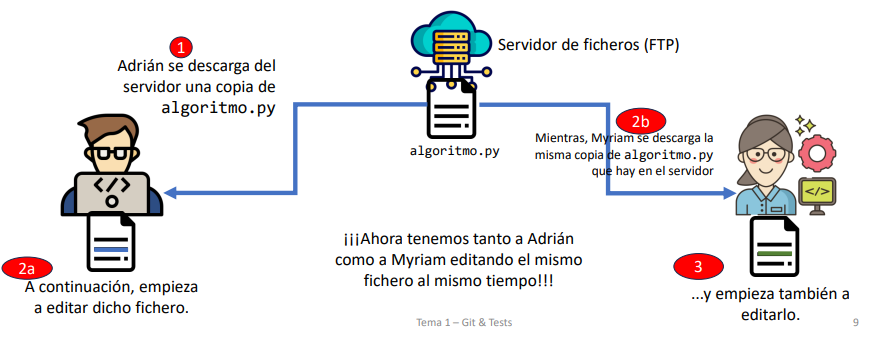 Servidor de ficheros (FTP)
1
Adrián se descarga del
servidor una copia de
algoritmo.py
algoritmo.py
2b
Mientras, Myriam se descarga la
misma copia de algoritmo.py
que hay en el servidor
</>
</>
¡¡¡Ahora tenemos tanto a Adrián
como a Myriam editando el mismo
fichero al mismo tiempo!!!
2a
A continuación, empieza
a editar dicho fichero.
3
...y empieza también a
editarlo.
Tema 1 – Git & Tests
9